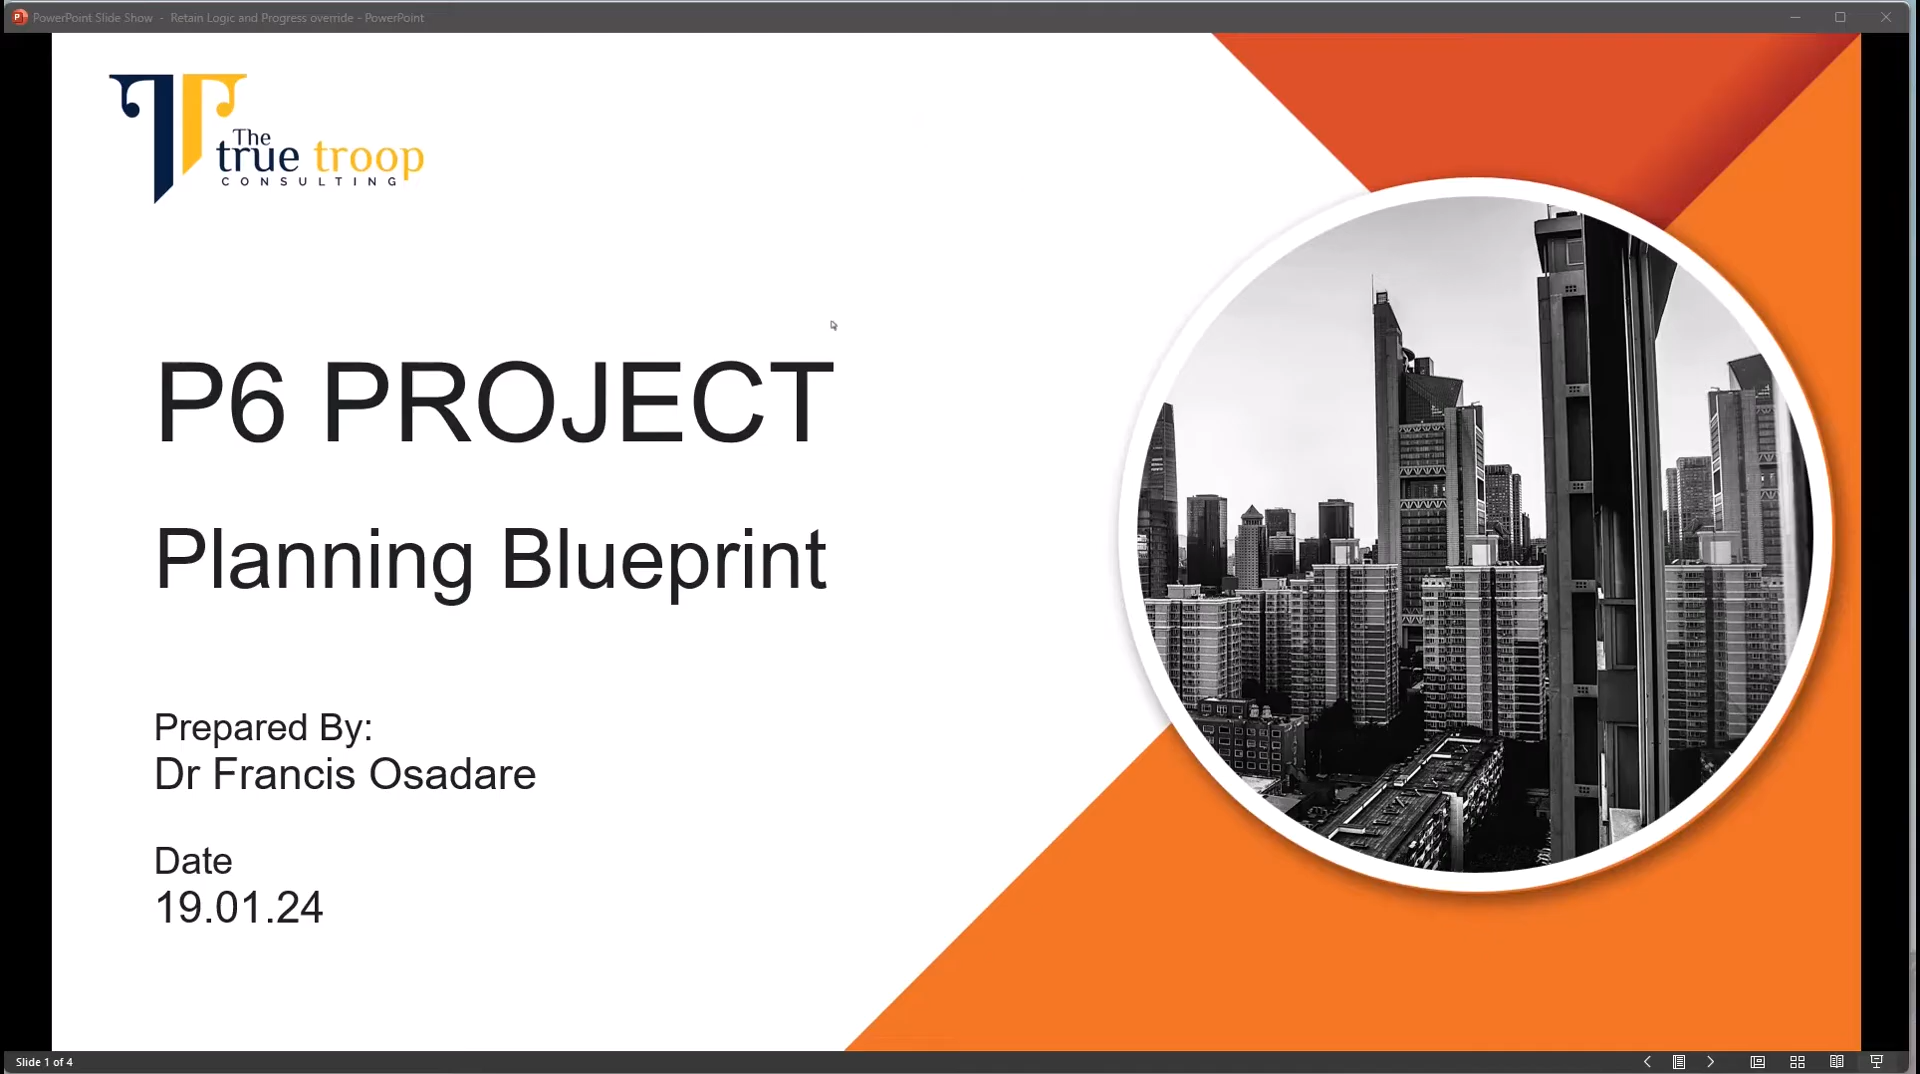 PowerPoint Slide Show - Retain Logic and Progress override - PowerPoint
The
true troop
CONSULTING
P6 PROJECT
Planning Blueprint
Prepared By:
Dr Francis Osadare
Date
19.01.24
Slide 1 of 4